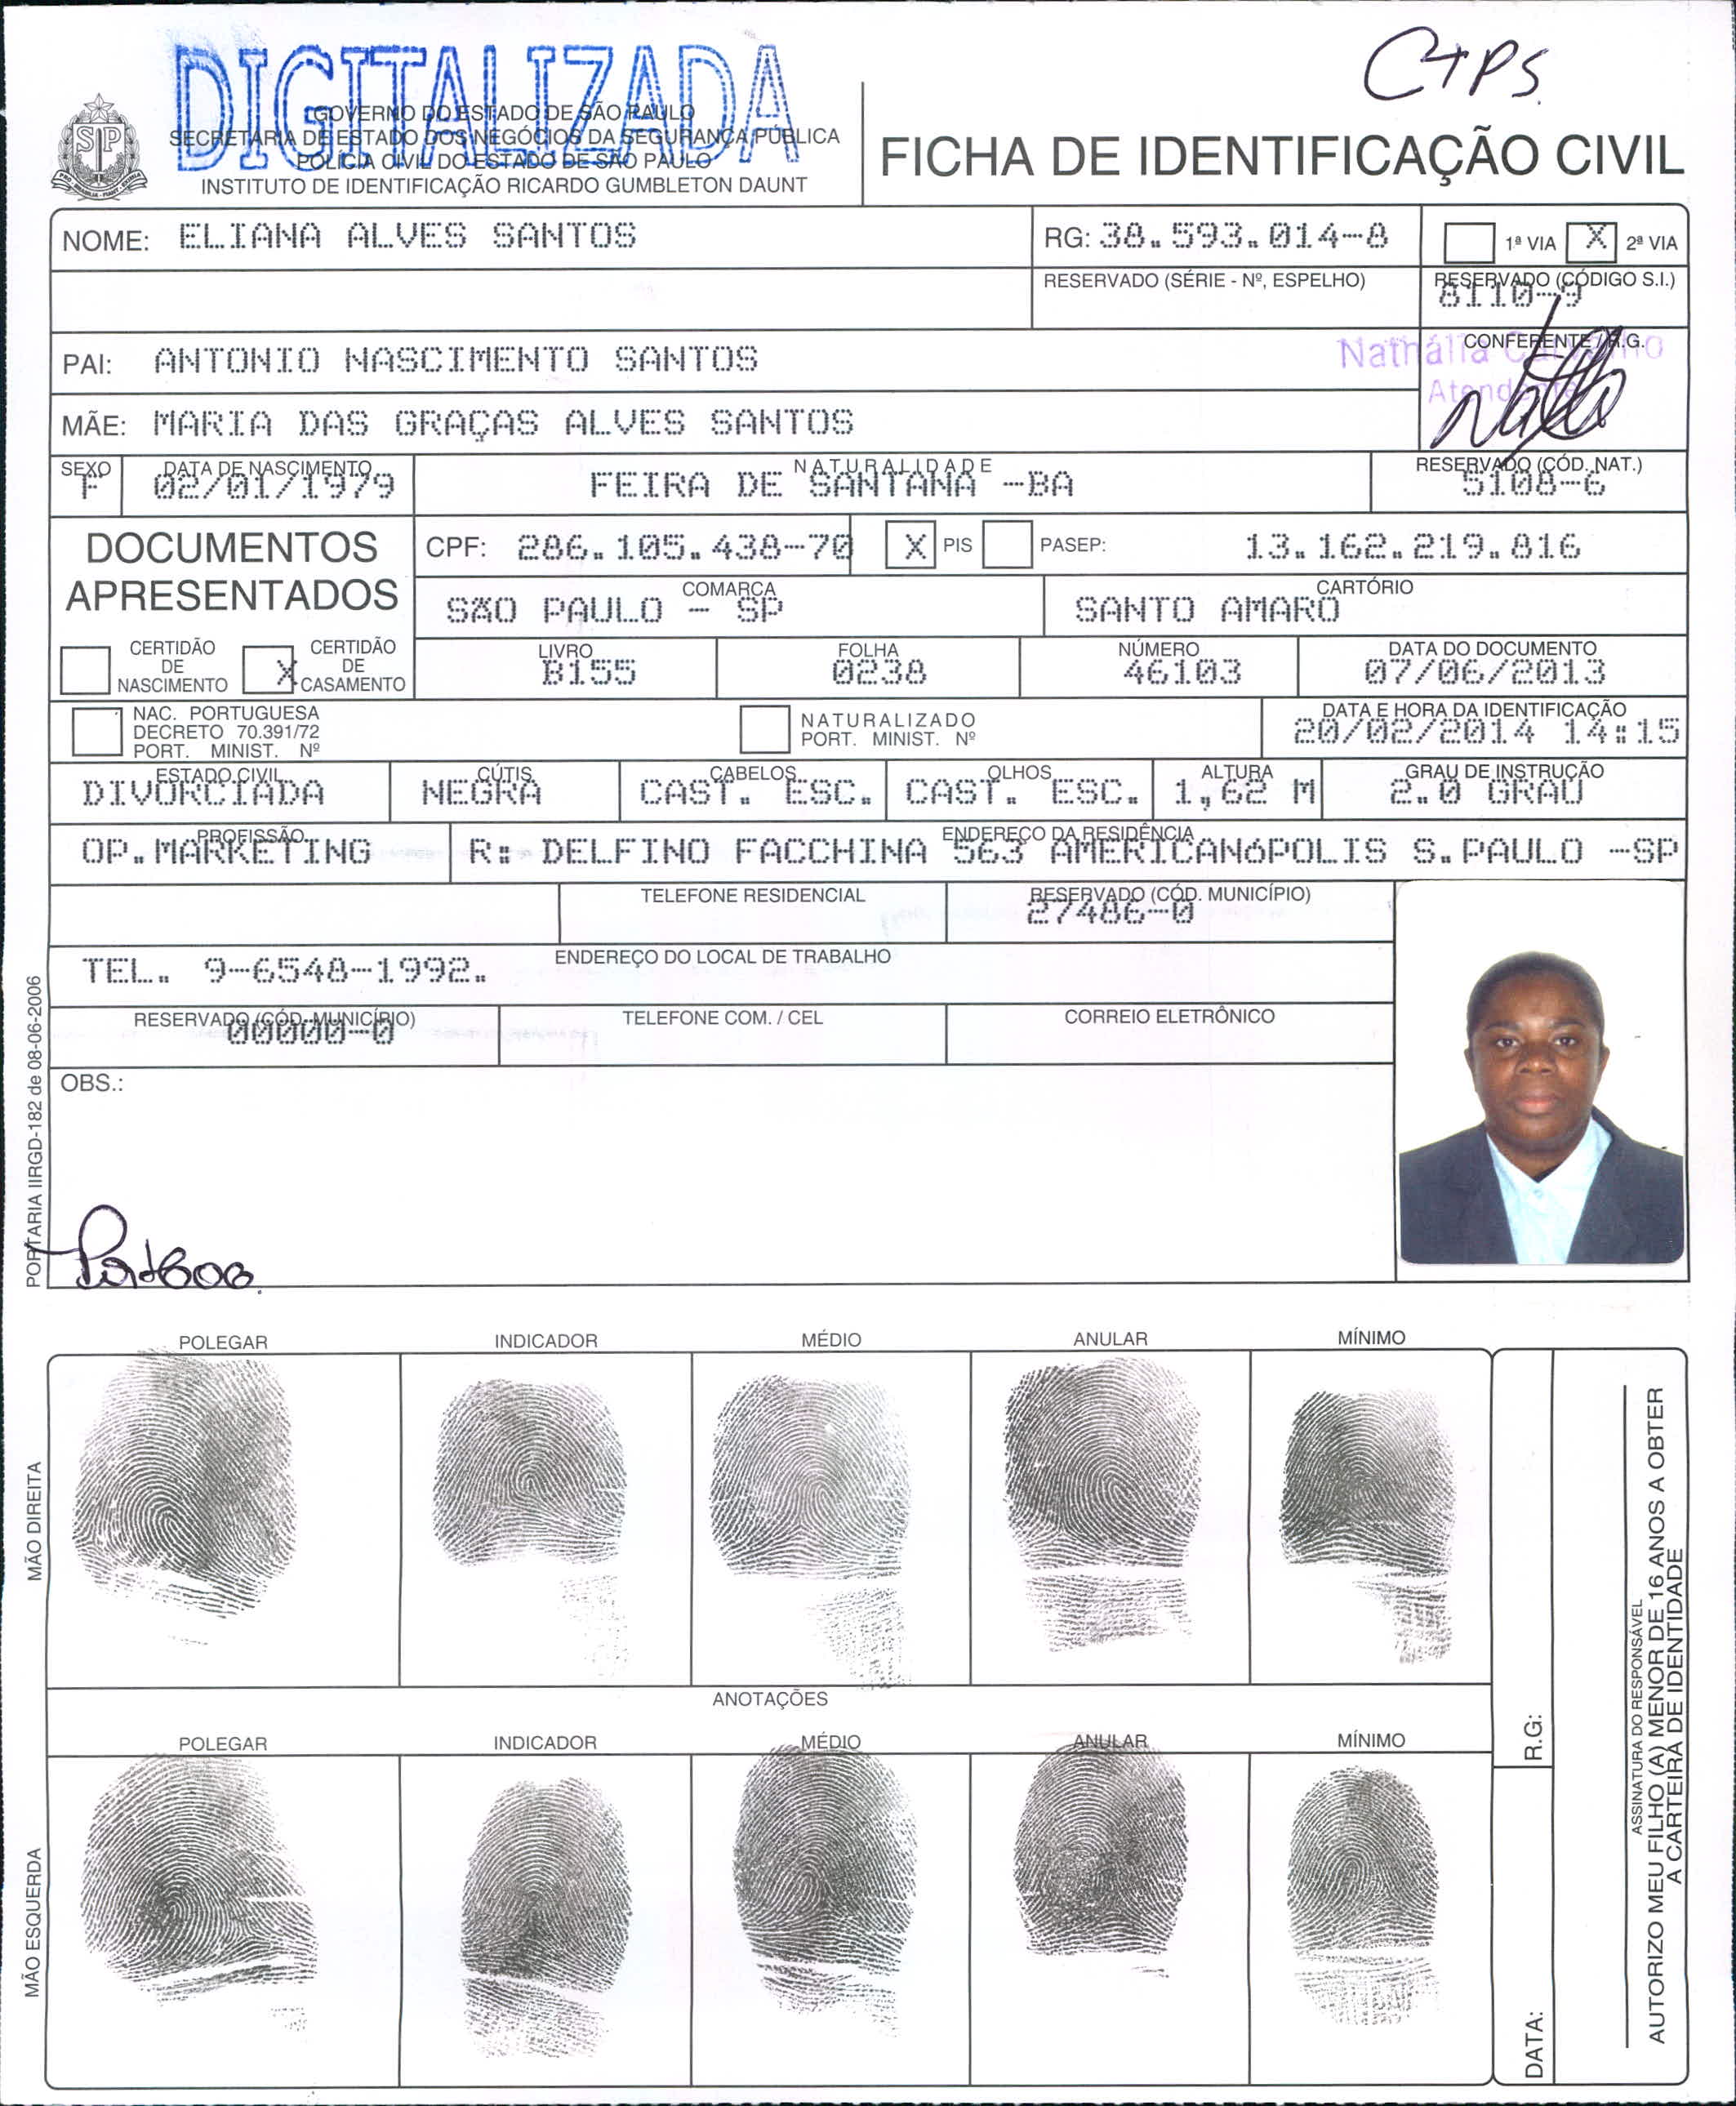 DIGITALIZADA
CTPS
GOVERNO DO ESTADO DE SÃO PAULO
SECRETARIA DE ESTADO DOS NEGÓCIOS DA SEGURANÇA PÚBLICA
POLÍCIA CIVIL DO ESTADO DE SÃO PAULO
INSTITUTO DE IDENTIFICAÇÃO RICARDO GUMBLETON DAUNT
SP
FICHA DE IDENTIFICAÇÃO CIVIL
NOME: ELIANA ALVES SANTOS RG: 38.593.014-8 1ª VIA X 2ª VIA
RESERVADO (SÉRIE - Nº, ESPELHO) RESERVADO (CÓDIGO S.I.)
8110-9
PAI: ANTONIO NASCIMENTO SANTOS CONFERENTE / R.G.
Nathália Carvalho
Atendente
MÃE: MARIA DAS GRAÇAS ALVES SANTOS
SEXO DATA DE NASCIMENTO NATURALIDADE RESERVADO (CÓD. NAT.)
F 02/01/1979 FEIRA DE SANTANA -BA 5108-6
DOCUMENTOS APRESENTADOS
CPF: 286.105.438-70 X PIS PASEP: 13.162.219.816
COMARCA CARTÓRIO
SÃO PAULO - SP SANTO AMARO
CERTIDÃO DE NASCIMENTO X CERTIDÃO DE CASAMENTO
LIVRO FOLHA NÚMERO DATA DO DOCUMENTO
B155 0238 46103 07/06/2013
NAC. PORTUGUESA
DECRETO 70.391/72
PORT. MINIST. Nº
NATURALIZADO
PORT. MINIST. Nº
DATA E HORA DA IDENTIFICAÇÃO
20/02/2014 14:15
ESTADO CIVIL CÚTIS CABELOS OLHOS ALTURA GRAU DE INSTRUÇÃO
DIVORCIADA NEGRA CAST. ESC. CAST. ESC. 1,62 M 2.0 GRAU
PROFISSÃO ENDEREÇO DA RESIDÊNCIA
OP.MARKETING R: DELFINO FACCHINA 563 AMERICANóPOLIS S.PAULO -SP
TELEFONE RESIDENCIAL RESERVADO (CÓD. MUNICÍPIO)
27486-0
ENDEREÇO DO LOCAL DE TRABALHO
TEL. 9-6548-1992.
RESERVADO (CÓD. MUNICÍPIO) TELEFONE COM. / CEL CORREIO ELETRÔNICO
00000-0
OBS.:
PORTARIA IIRGD-182 de 08-06-2006
POLEGAR INDICADOR MÉDIO ANULAR MÍNIMO
MÃO DIREITA
ANOTAÇÕES
POLEGAR INDICADOR MÉDIO ANULAR MÍNIMO
MÃO ESQUERDA
R.G:
DATA:
ASSINATURA DO RESPONSÁVEL
AUTORIZO MEU FILHO (A) MENOR DE 16 ANOS A OBTER
A CARTEIRA DE IDENTIDADE